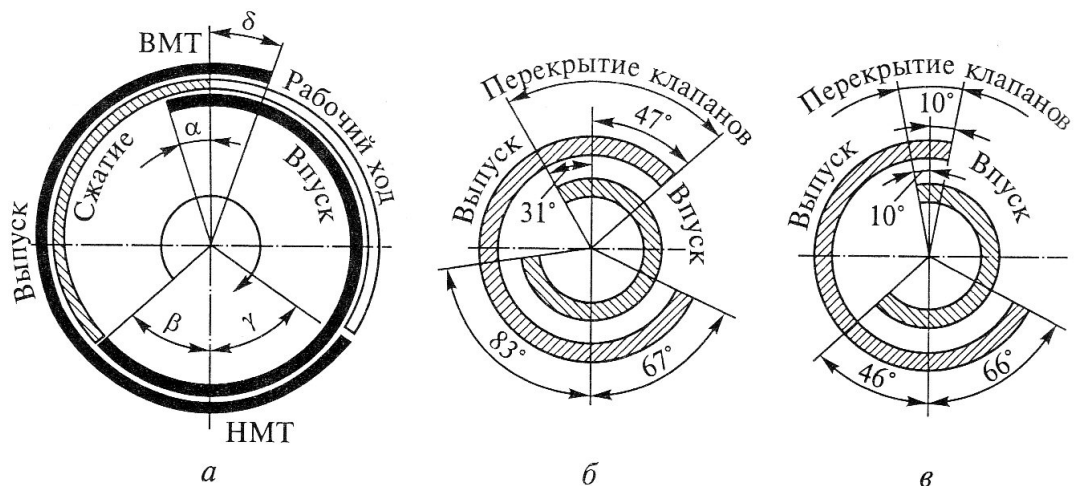 ВМТ
δ
α
Сжатие
Впуск
Рабочий ход
Выпуск
β
γ
НМТ
а
Перекрытие клапанов
47°
Выпуск
31°
Впуск
83°
67°
б
Перекрытие клапанов
10°
Выпуск
Впуск
10°
46°
66°
в